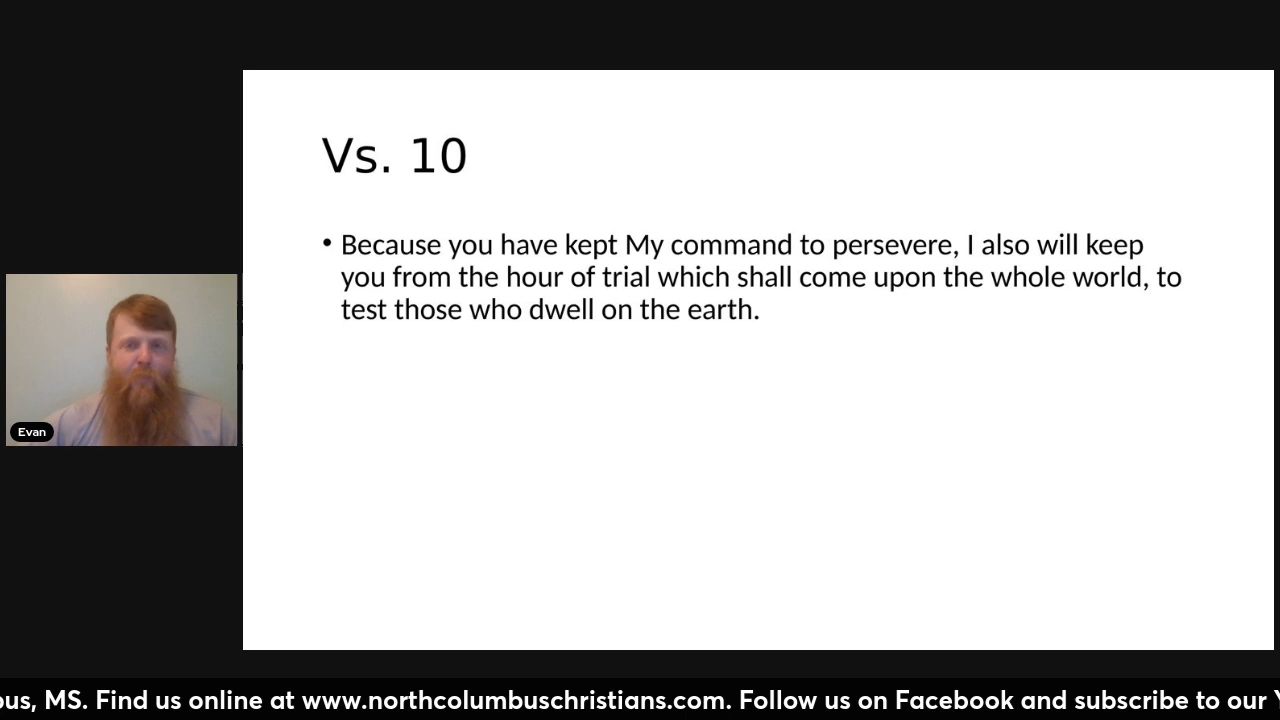 Vs. 10
• Because you have kept My command to persevere, I also will keep
you from the hour of trial which shall come upon the whole world, to
test those who dwell on the earth.
Evan
MS. Find us online at www.northcolumbuschristians.com. Follow us on Facebook and subscribe to our